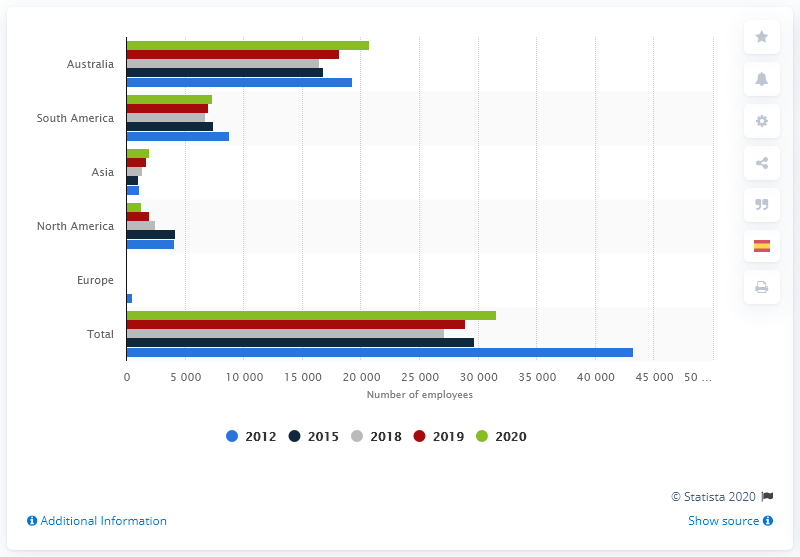 Australia
South America
Asia
North America
Europe
Total
0 5 000 10 000 15 000 20 000 25 000 30 000 35 000 40 000 45 000 50 ...
Number of employees
2012 2015 2018 2019 2020
© Statista 2020
Additional Information
Show source